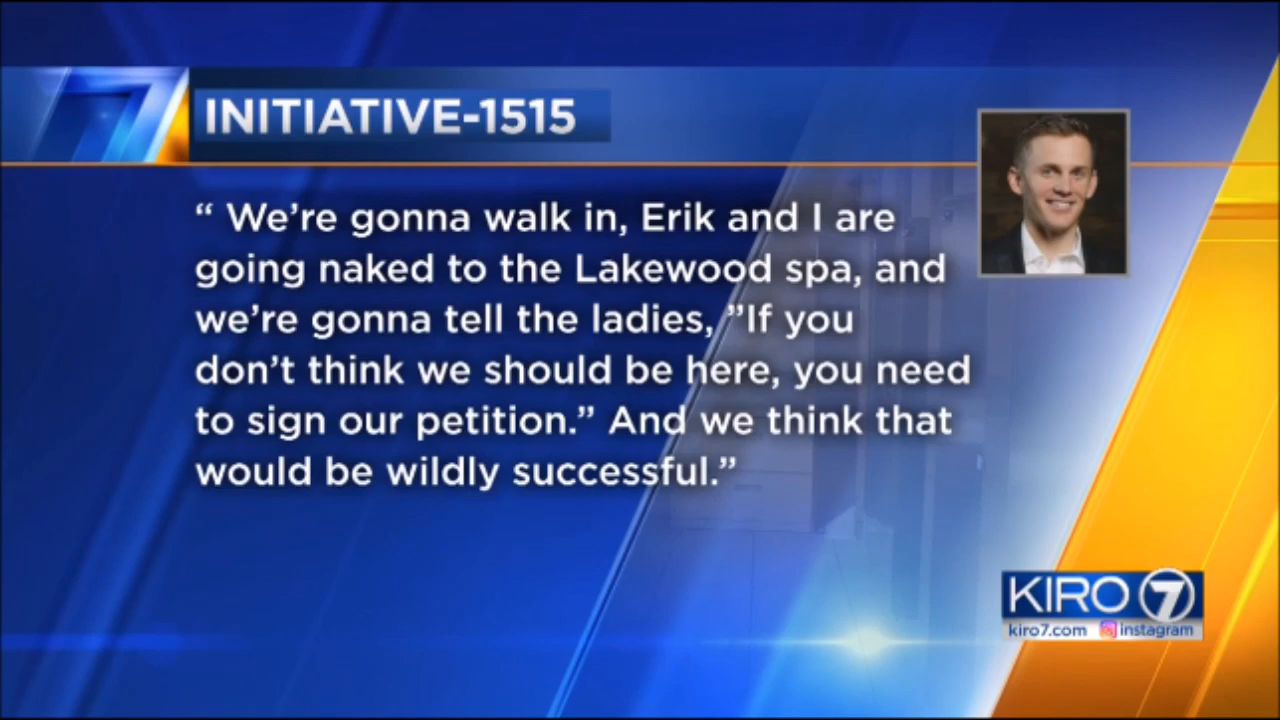 INITIATIVE-1515
“ We’re gonna walk in, Erik and I are
going naked to the Lakewood spa, and
we’re gonna tell the ladies, ”If you
don’t think we should be here, you need
to sign our petition.” And we think that
would be wildly successful.”
KIRO 7
kiro7.com instagram